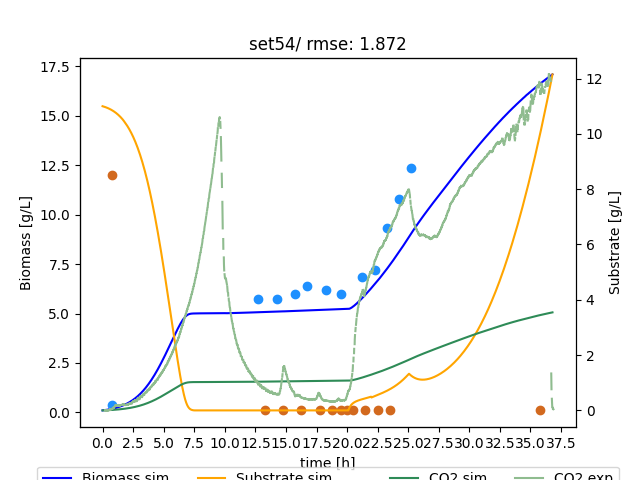 set54/ rmse: 1.872
17.5
15.0
12.5
10.0
7.5
5.0
2.5
0.0
Biomass [g/L]
12
10
8
6
4
2
0
Substrate [g/L]
0.0 2.5 5.0 7.5 10.0 12.5 15.0 17.5 20.0 22.5 25.0 27.5 30.0 32.5 35.0 37.5
time [h]
Biomass sim Substrate sim CO2 sim CO2 exp